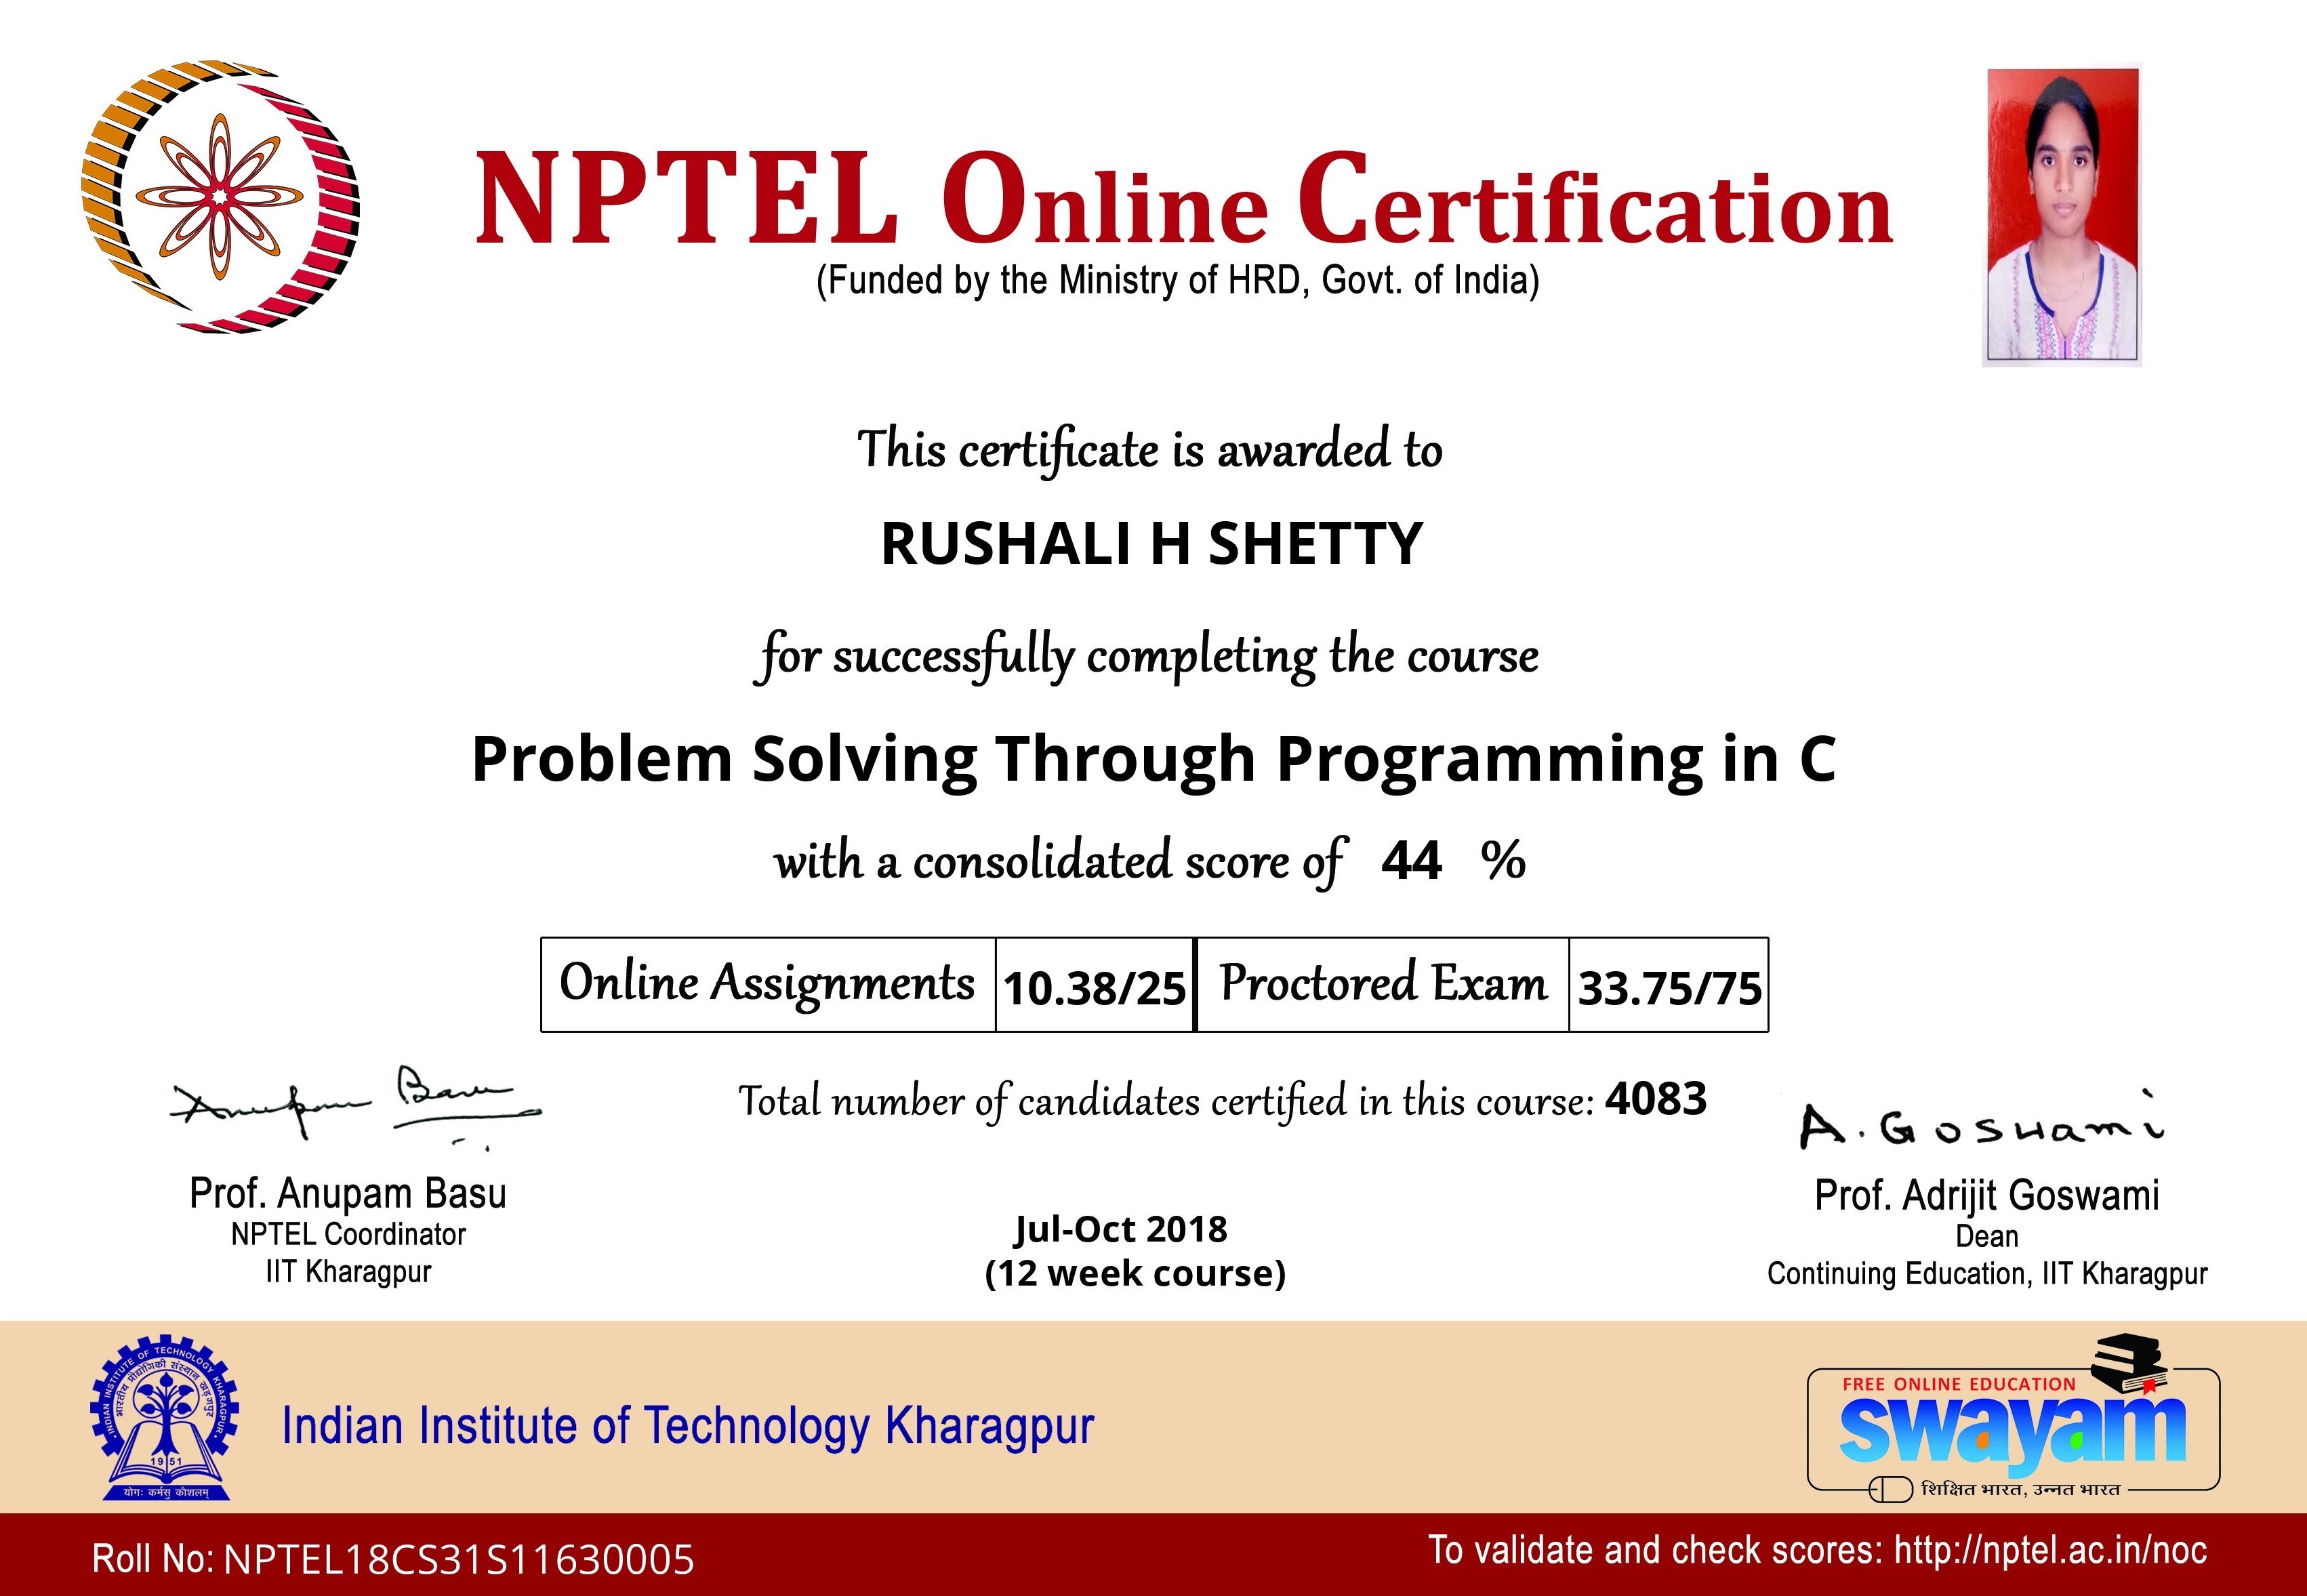 NPTEL Online Certification
(Funded by the Ministry of HRD, Govt. of India)
This certificate is awarded to
RUSHALI H SHETTY
for successfully completing the course
Problem Solving Through Programming in C
with a consolidated score of 44 %
Online Assignments 10.38/25 Proctored Exam 33.75/75
Total number of candidates certified in this course: 4083
Anupam Basu
A. Goswami
Prof. Anupam Basu
NPTEL Coordinator
IIT Kharagpur
Jul-Oct 2018
(12 week course)
Prof. Adrijit Goswami
Dean
Continuing Education, IIT Kharagpur
INDIAN INSTITUTE OF TECHNOLOGY KHARAGPUR
भारतीय प्रौद्योगिकी संस्थान खड़गपुर
1951
योगः कर्मसु कौशलम्
Indian Institute of Technology Kharagpur
FREE ONLINE EDUCATION
swayam
शिक्षित भारत, उन्नत भारत
Roll No: NPTEL18CS31S11630005
To validate and check scores: http://nptel.ac.in/noc